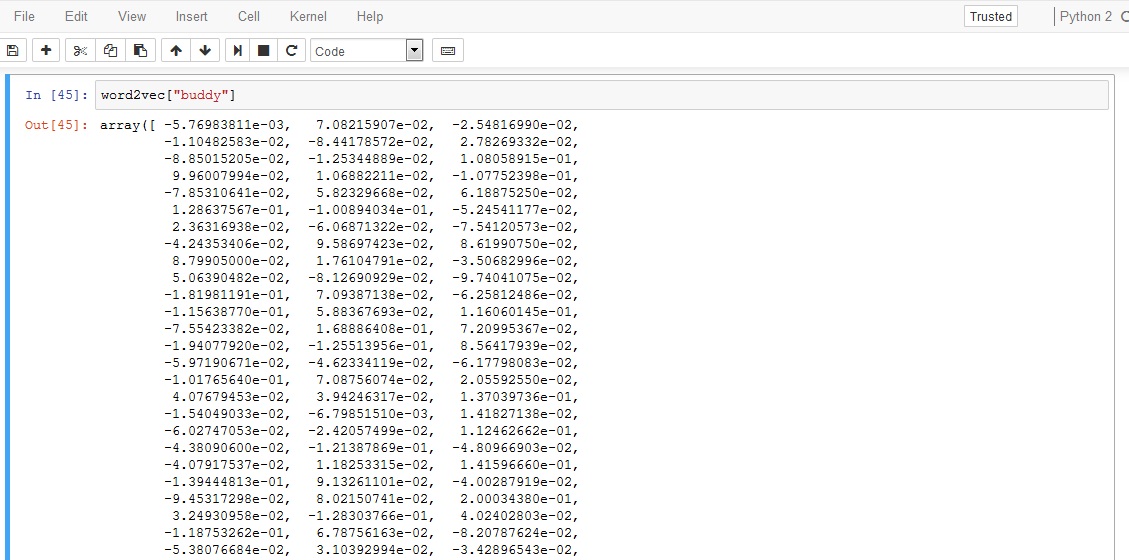 File Edit View Insert Cell Kernel Help Trusted Python 2
Code
In [45]: word2vec["buddy"]
Out[45]: array([ -5.76983811e-03, 7.08215907e-02, -2.54816990e-02,
-1.10482583e-02, -8.44178572e-02, 2.78269332e-02,
-8.85015205e-02, -1.25344889e-02, 1.08058915e-01,
9.96007994e-02, 1.06882211e-02, -1.07752398e-01,
-7.85310641e-02, 5.82329668e-02, 6.18875250e-02,
1.28637567e-01, -1.00894034e-01, -5.24541177e-02,
2.36316938e-02, -6.06871322e-02, -7.54120573e-02,
-4.24353406e-02, 9.58697423e-02, 8.61990750e-02,
8.79905000e-02, 1.76104791e-02, -3.50682996e-02,
5.06390482e-02, -8.12690929e-02, -9.74041075e-02,
-1.81981191e-01, 7.09387138e-02, -6.25812486e-02,
-1.15638770e-01, 5.88367693e-02, 1.16060145e-01,
-7.55423382e-02, 1.68886408e-01, 7.20995367e-02,
-1.94077920e-02, -1.25513956e-01, 8.56417939e-02,
-5.97190671e-02, -4.62334119e-02, -6.17798083e-02,
-1.01765640e-01, 7.08756074e-02, 2.05592550e-02,
4.07679453e-02, 3.94246317e-02, 1.37039736e-01,
-1.54049033e-02, -6.79851510e-03, 1.41827138e-02,
-6.02747053e-02, -2.42057499e-02, 1.12462662e-01,
-4.38090600e-02, -1.21387869e-01, -4.80966903e-02,
-4.07917537e-02, 1.18253315e-02, 1.41596660e-01,
-1.39444813e-01, 9.13261101e-02, -4.00287919e-02,
-9.45317298e-02, 8.02150741e-02, 2.00034380e-01,
3.24930958e-02, -1.28303766e-01, 4.02402803e-02,
-1.18753262e-01, 6.78756163e-02, -8.20787624e-02,
-5.38076684e-02, 3.10392994e-02, -3.42896543e-02,